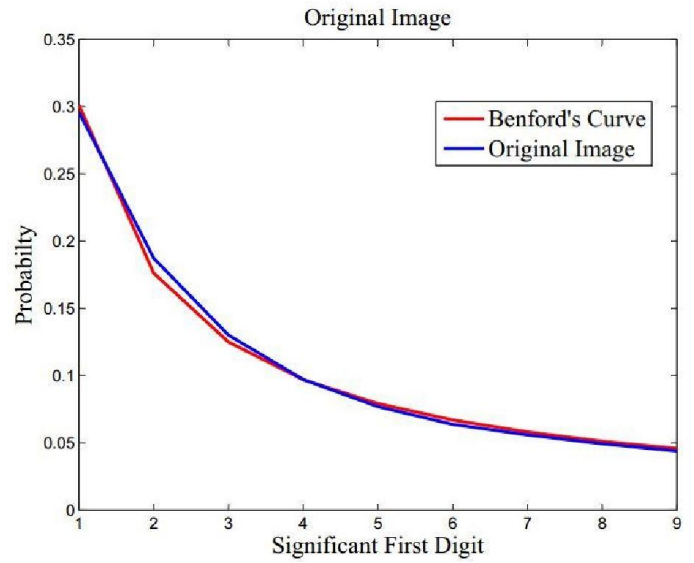 Original Image
0.35
0.3
0.25
0.2
0.15
0.1
0.05
0
Probabilty
Benford's Curve
Original Image
1 2 3 4 5 6 7 8 9
Significant First Digit